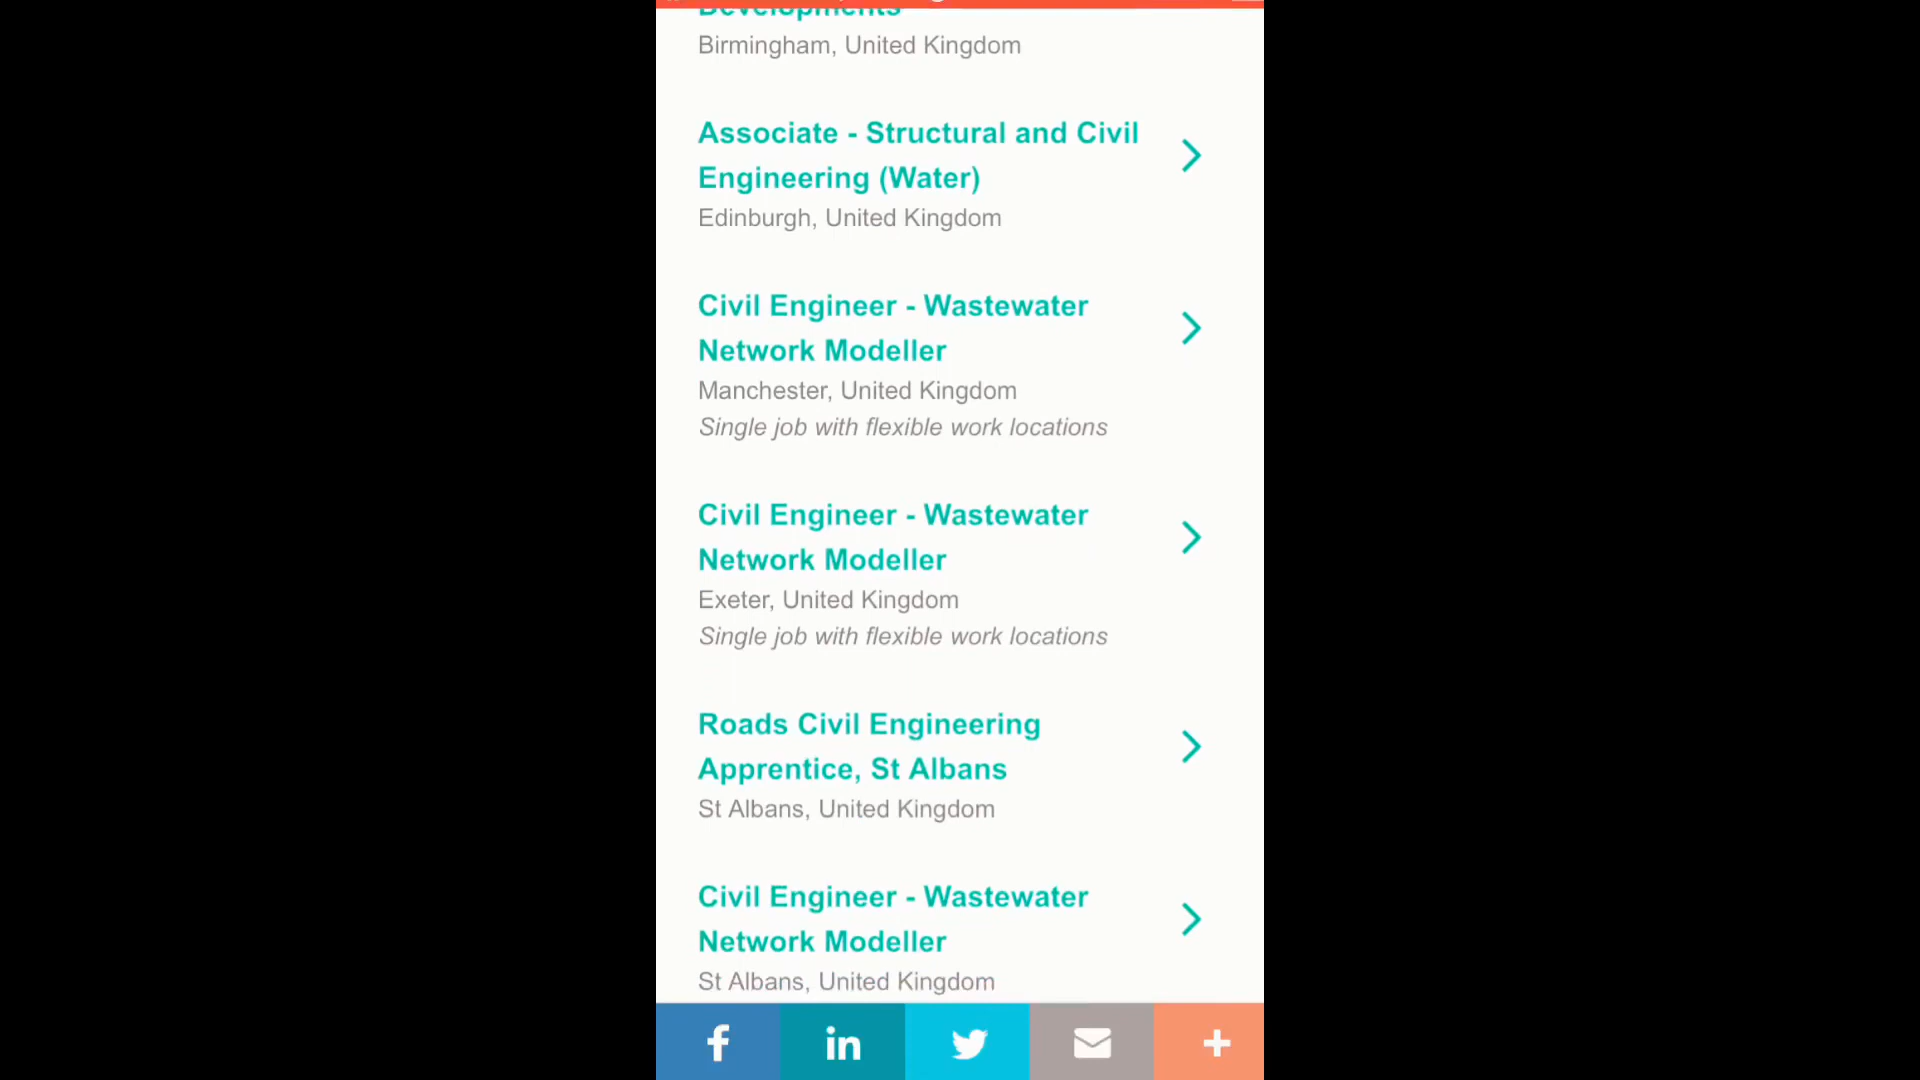 Developments
Birmingham, United Kingdom
Associate - Structural and Civil
Engineering (Water)
Edinburgh, United Kingdom
Civil Engineer - Wastewater
Network Modeller
Manchester, United Kingdom
Single job with flexible work locations
Civil Engineer - Wastewater
Network Modeller
Exeter, United Kingdom
Single job with flexible work locations
Roads Civil Engineering
Apprentice, St Albans
St Albans, United Kingdom
Civil Engineer - Wastewater
Network Modeller
St Albans, United Kingdom